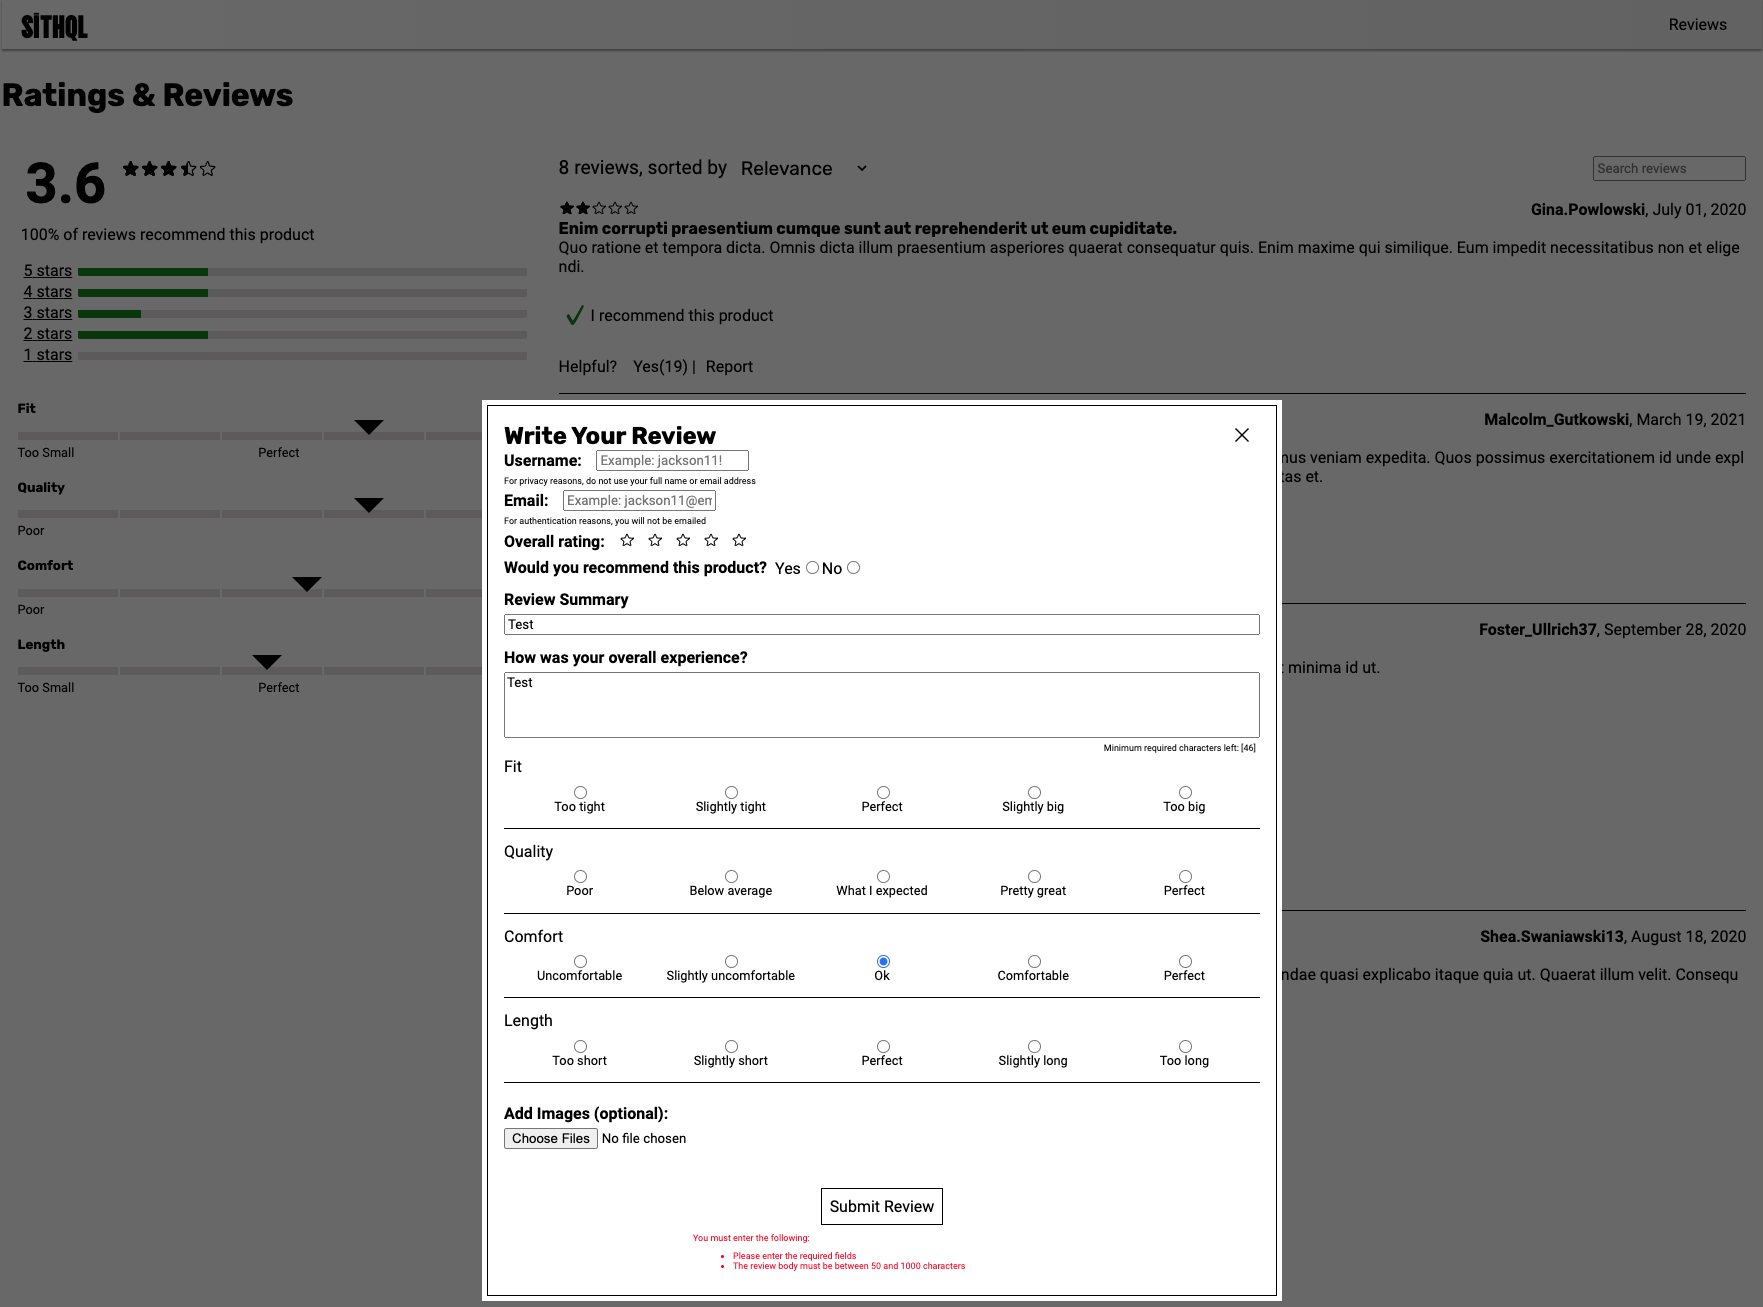 SITHQL
Reviews
Ratings & Reviews
3.6
100% of reviews recommend this product
5 stars
4 stars
3 stars
2 stars
1 stars
Fit
Too Small Perfect
Quality
Poor
Comfort
Poor
Length
Too Small Perfect
8 reviews, sorted by Relevance
Search reviews
Gina.Powlowski, July 01, 2020
Enim corrupti praesentium cumque sunt aut reprehenderit ut eum cupiditate.
Quo ratione et tempora dicta. Omnis dicta illum praesentium asperiores quaerat consequatur quis. Enim maxime qui similique. Eum impedit necessitatibus non et elige
ndi.
I recommend this product
Helpful? Yes(19) | Report
Malcolm_Gutkowski, March 19, 2021
nus veniam expedita. Quos possimus exercitationem id unde expl
tas et.
Foster_Ullrich37, September 28, 2020
minima id ut.
Shea.Swaniawski13, August 18, 2020
ndae quasi explicabo itaque quia ut. Quaerat illum velit. Consequ
Write Your Review
Username: Example: jackson11!
For privacy reasons, do not use your full name or email address
Email: Example: jackson11@em
For authentication reasons, you will not be emailed
Overall rating:
Would you recommend this product? Yes No
Review Summary
Test
How was your overall experience?
Test
Minimum required characters left: [46]
Fit
Too tight Slightly tight Perfect Slightly big Too big
Quality
Poor Below average What I expected Pretty great Perfect
Comfort
Uncomfortable Slightly uncomfortable Ok Comfortable Perfect
Length
Too short Slightly short Perfect Slightly long Too long
Add Images (optional):
Choose Files No file chosen
Submit Review
You must enter the following:
• Please enter the required fields
• The review body must be between 50 and 1000 characters